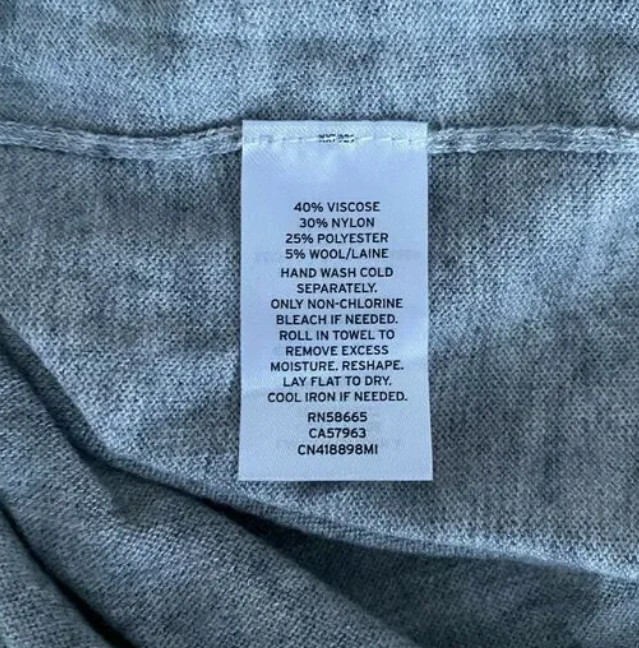 40% VISCOSE
30% NYLON
25% POLYESTER
5% WOOL/LAINE
HAND WASH COLD
SEPARATELY.
ONLY NON-CHLORINE
BLEACH IF NEEDED.
ROLL IN TOWEL TO
REMOVE EXCESS
MOISTURE. RESHAPE.
LAY FLAT TO DRY.
COOL IRON IF NEEDED.
RN58665
CA57963
CN418898MI